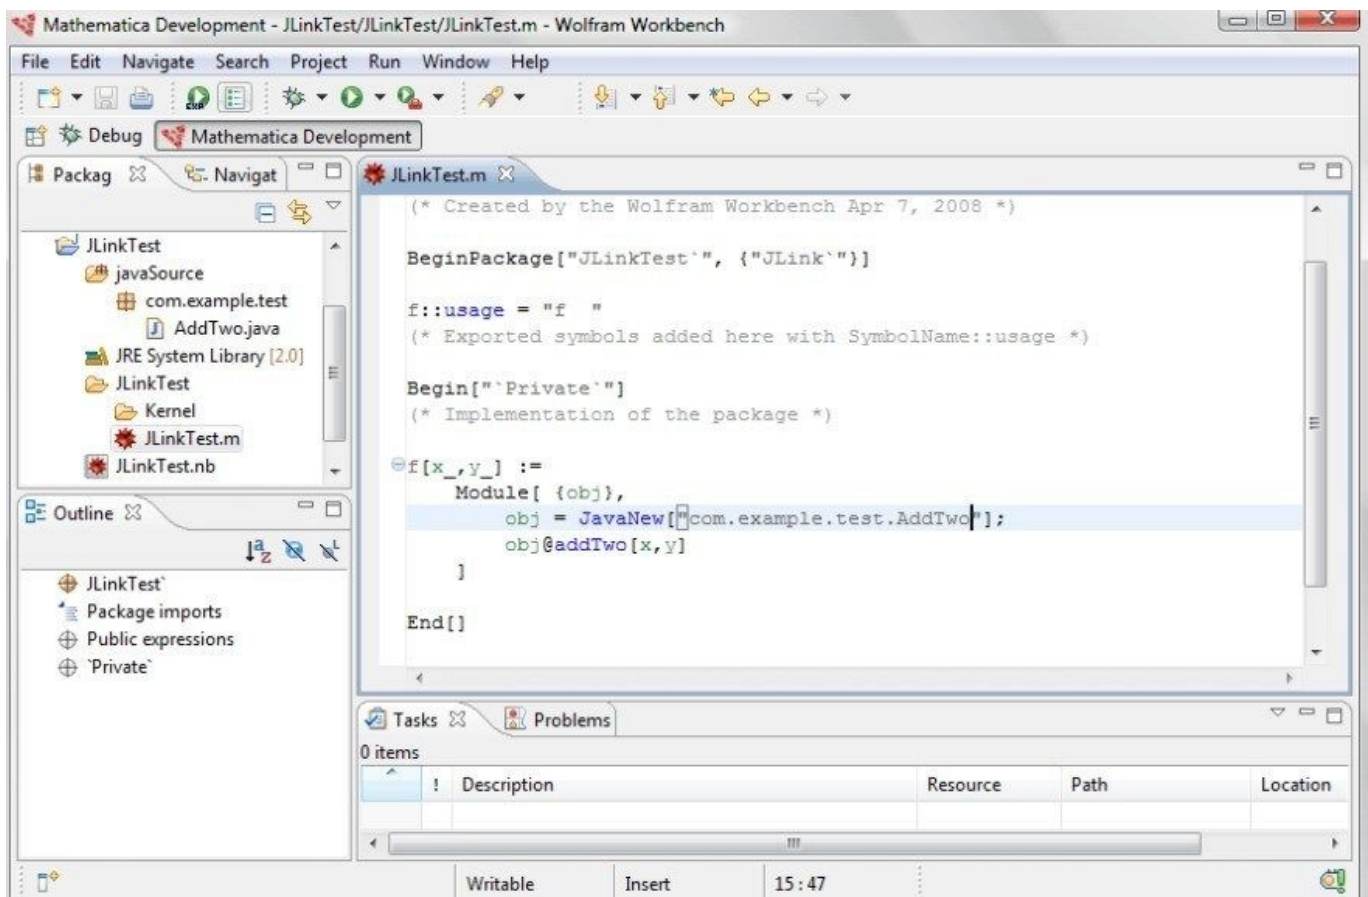 Mathematica Development - JLinkTest/JLinkTest/JLinkTest.m - Wolfram Workbench
File Edit Navigate Search Project Run Window Help
Debug Mathematica Development
Packag Navigat
JLinkTest
javaSource
com.example.test
AddTwo.java
JRE System Library [2.0]
JLinkTest
Kernel
JLinkTest.m
JLinkTest.nb
Outline
JLinkTest`
Package imports
Public expressions
`Private`
JLinkTest.m
(* Created by the Wolfram Workbench Apr 7, 2008 *)
BeginPackage["JLinkTest`", {"JLink`"}]
f::usage = "f  "
(* Exported symbols added here with SymbolName::usage *)
Begin["`Private`"]
(* Implementation of the package *)
f[x_,y_] :=
Module[ {obj},
obj = JavaNew["com.example.test.AddTwo"];
obj@addTwo[x,y]
]
End[]
Tasks Problems
0 items
! Description Resource Path Location
Writable Insert 15:47